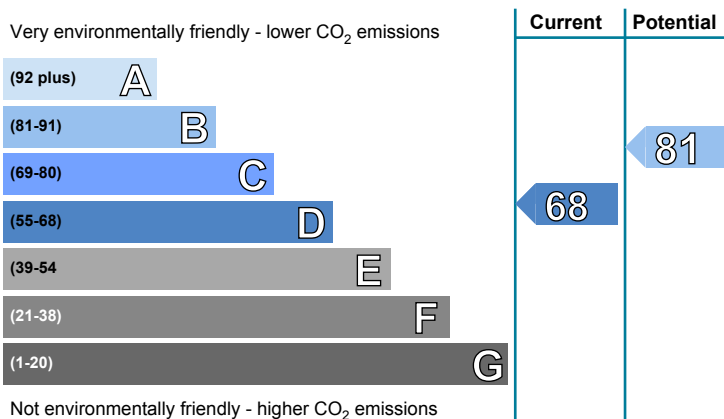 Current Potential
Very environmentally friendly - lower CO2 emissions
(92 plus) A
(81-91) B
81
(69-80) C
68
(55-68) D
(39-54 E
(21-38) F
(1-20) G
Not environmentally friendly - higher CO2 emissions